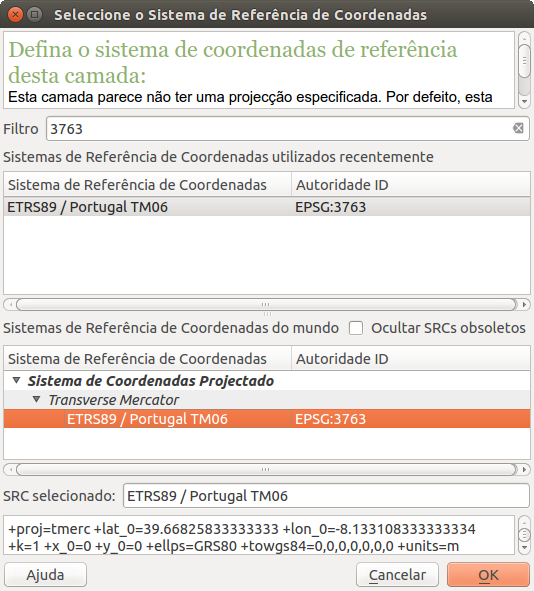 Seleccione o Sistema de Referência de Coordenadas
Defina o sistema de coordenadas de referência
desta camada:
Esta camada parece não ter uma projecção especificada. Por defeito, esta
Filtro 3763
Sistemas de Referência de Coordenadas utilizados recentemente
Sistema de Referência de Coordenadas Autoridade ID
ETRS89 / Portugal TM06 EPSG:3763
Sistemas de Referência de Coordenadas do mundo Ocultar SRCs obsoletos
Sistema de Referência de Coordenadas Autoridade ID
Sistema de Coordenadas Projectado
Transverse Mercator
ETRS89 / Portugal TM06 EPSG:3763
SRC selecionado: ETRS89 / Portugal TM06
+proj=tmerc +lat_0=39.66825833333333 +lon_0=-8.133108333333334
+k=1 +x_0=0 +y_0=0 +ellps=GRS80 +towgs84=0,0,0,0,0,0,0 +units=m
Ajuda Cancelar OK